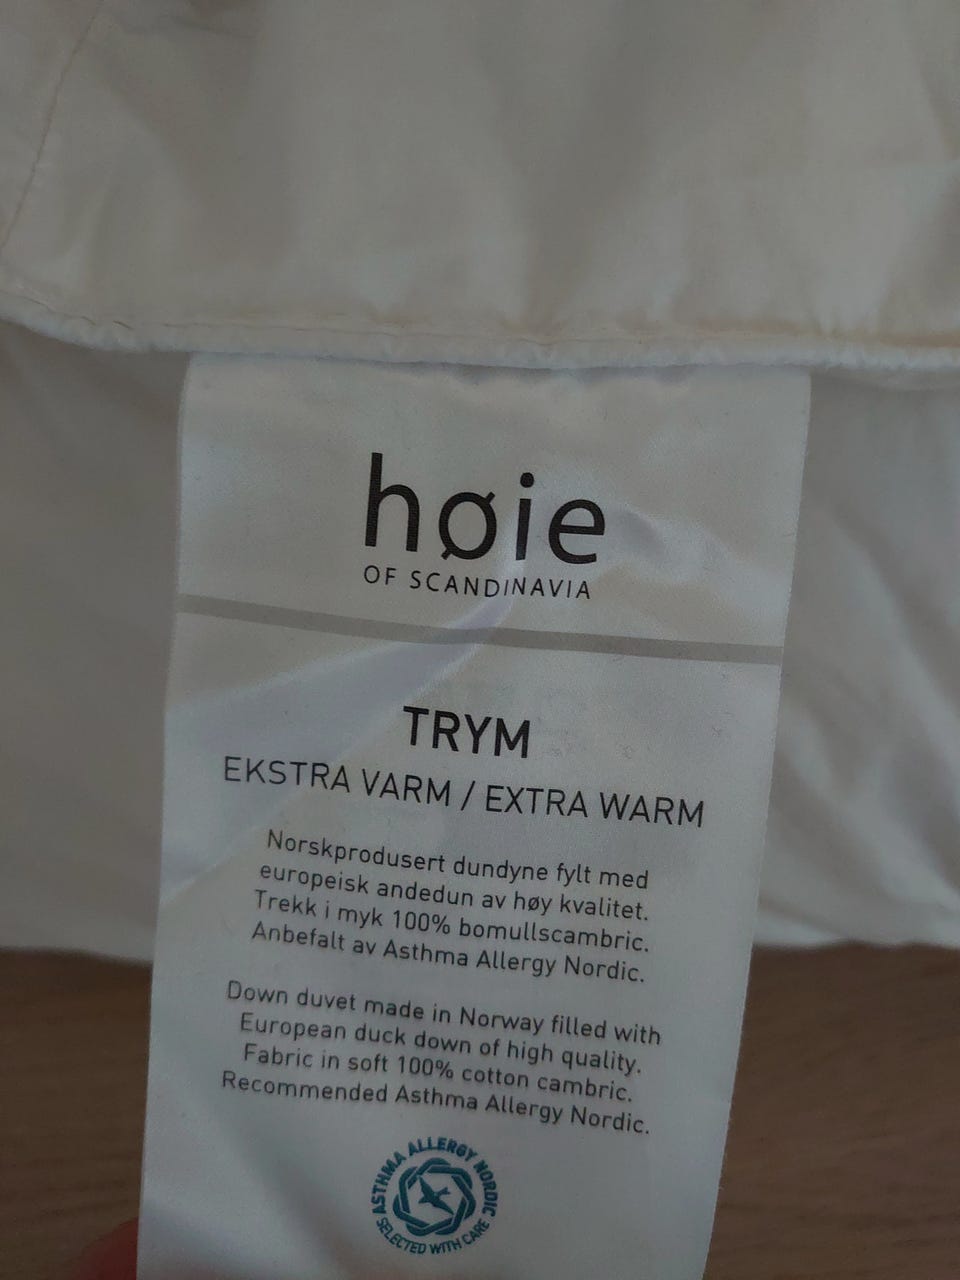 høie
OF SCANDINAVIA
TRYM
EKSTRA VARM / EXTRA WARM
Norskprodusert dundyne fylt med
europeisk andedun av høy kvalitet.
Trekk i myk 100% bomullscambric.
Anbefalt av Asthma Allergy Nordic.
Down duvet made in Norway filled with
European duck down of high quality.
Fabric in soft 100% cotton cambric.
Recommended Asthma Allergy Nordic.
ASTHMA ALLERGY NORDIC
SELECTED WITH CARE